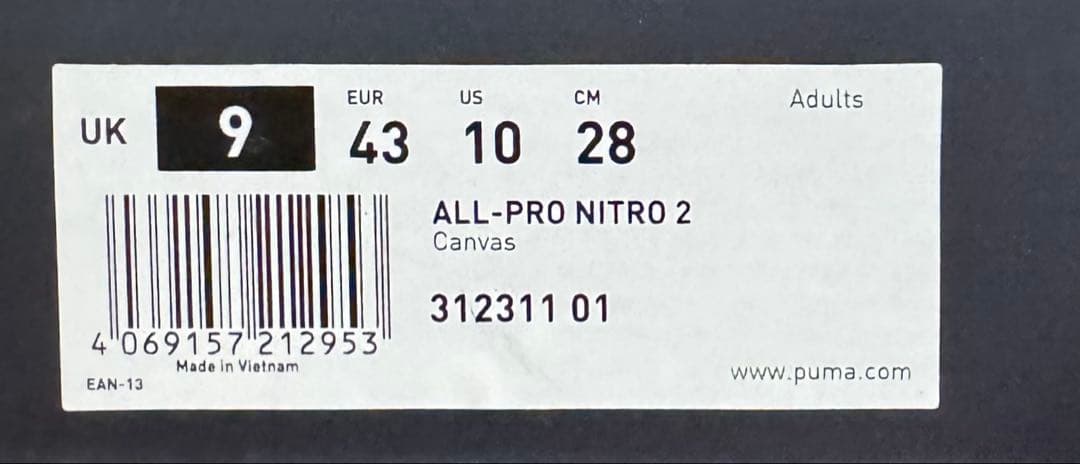 UK 9
EUR 43
US 10
CM 28
Adults
ALL-PRO NITRO 2
Canvas
312311 01
4 069157 212953
Made in Vietnam
EAN-13
www.puma.com